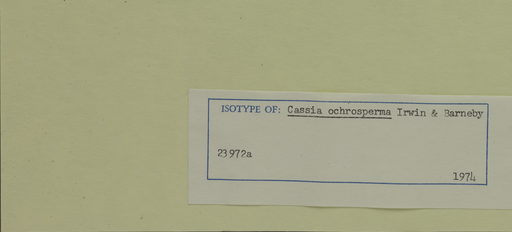 ISOTYPE OF: Cassia ochrosperma Irwin & Barneby
23972a
1974